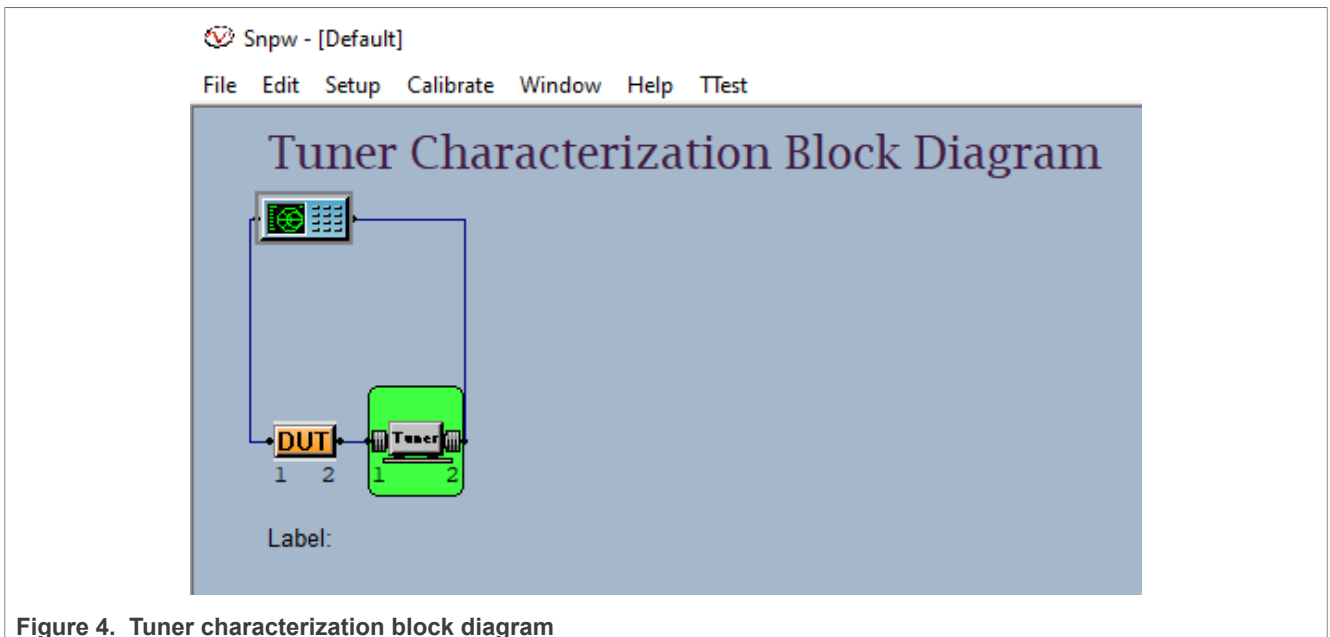 Snpw - [Default]
File Edit Setup Calibrate Window Help TTest
Tuner Characterization Block Diagram
DUT Tuner
1 2 1 2
Label:
Figure 4. Tuner characterization block diagram